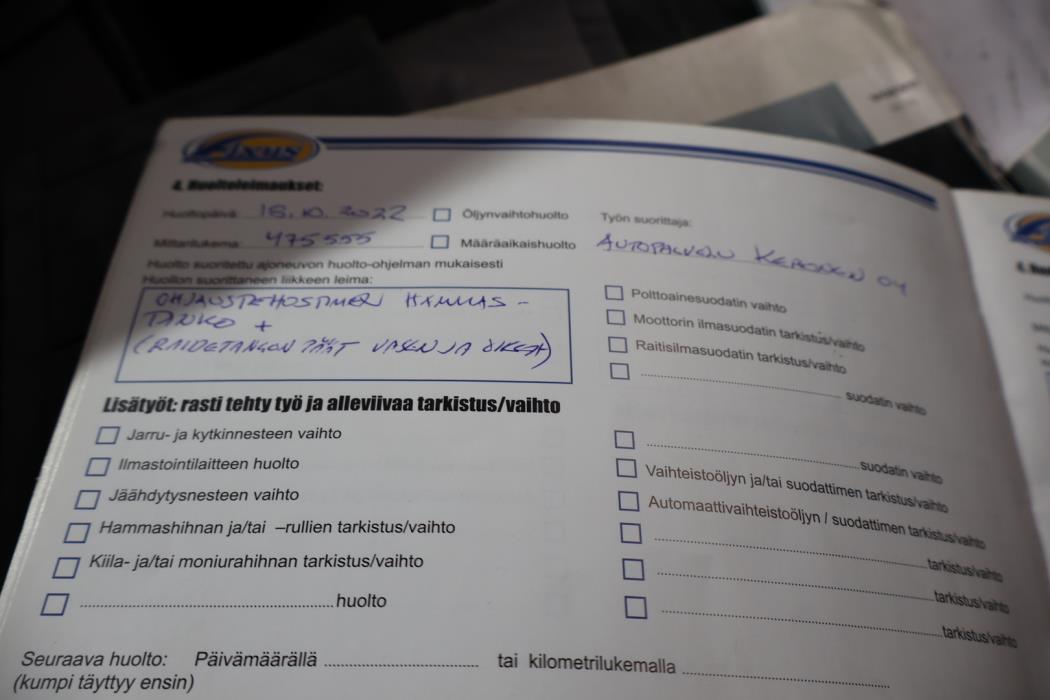 Axus
4. Huoltoleimaukset:
Huoltopäivä: 18.10.2022
Öljynvaihtohuolto
Työn suorittaja:
Mittarilukema: 475555
Määräaikaishuolto
AUTOPALVELU KERONEN OY
Huolto suoritettu ajoneuvon huolto-ohjelman mukaisesti
Huollon suorittaneen liikkeen leima:
OHJAUSTEHOSTIMEN HAMMAS-
TANKO +
(RAIDETANGON PÄÄT VASEN JA OIKEA)
Polttoainesuodatin vaihto
Moottorin ilmasuodatin tarkistus/vaihto
Raitisilmasuodatin tarkistus/vaihto
suodatin vaihto
Lisätyöt: rasti tehty työ ja alleviivaa tarkistus/vaihto
Jarru- ja kytkinnesteen vaihto
Ilmastointilaitteen huolto
Jäähdytysnesteen vaihto
Hammashihnan ja/tai –rullien tarkistus/vaihto
Kiila- ja/tai moniurahihnan tarkistus/vaihto
huolto
suodatin vaihto
Vaihteistoöljyn ja/tai suodattimen tarkistus/vaihto
Automaattivaihteistoöljyn / suodattimen tarkistus/vaihto
tarkistus/vaihto
tarkistus/vaihto
tarkistus/vaihto
Seuraava huolto: Päivämäärällä tai kilometrilukemalla
(kumpi täyttyy ensin)